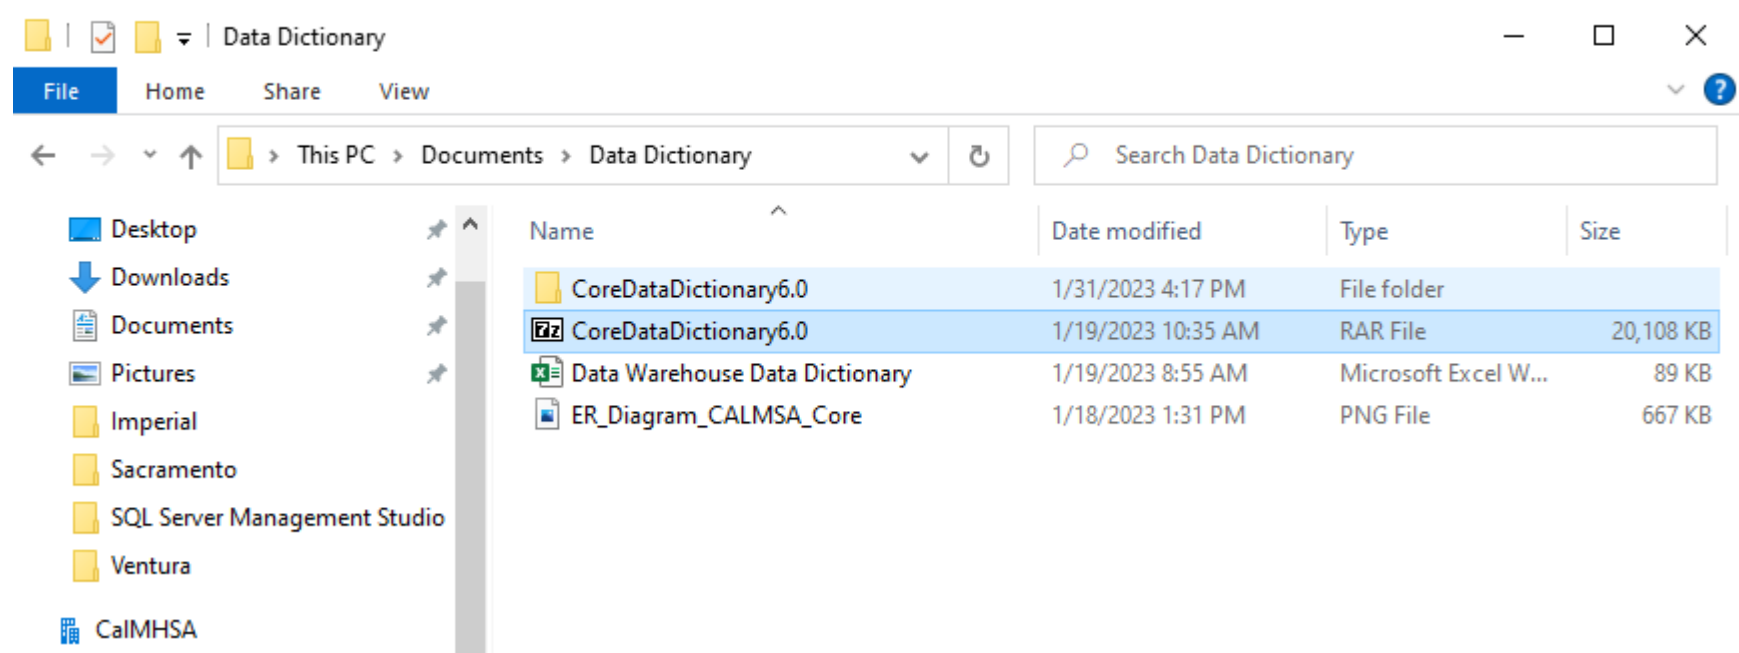 Data Dictionary
File Home Share View ?
This PC > Documents > Data Dictionary Search Data Dictionary
Desktop
Downloads
Documents
Pictures
Imperial
Sacramento
SQL Server Management Studio
Ventura
CalMHSA
Name Date modified Type Size
CoreDataDictionary6.0 1/31/2023 4:17 PM File folder
7z CoreDataDictionary6.0 1/19/2023 10:35 AM RAR File 20,108 KB
Data Warehouse Data Dictionary 1/19/2023 8:55 AM Microsoft Excel W... 89 KB
ER_Diagram_CALMSA_Core 1/18/2023 1:31 PM PNG File 667 KB